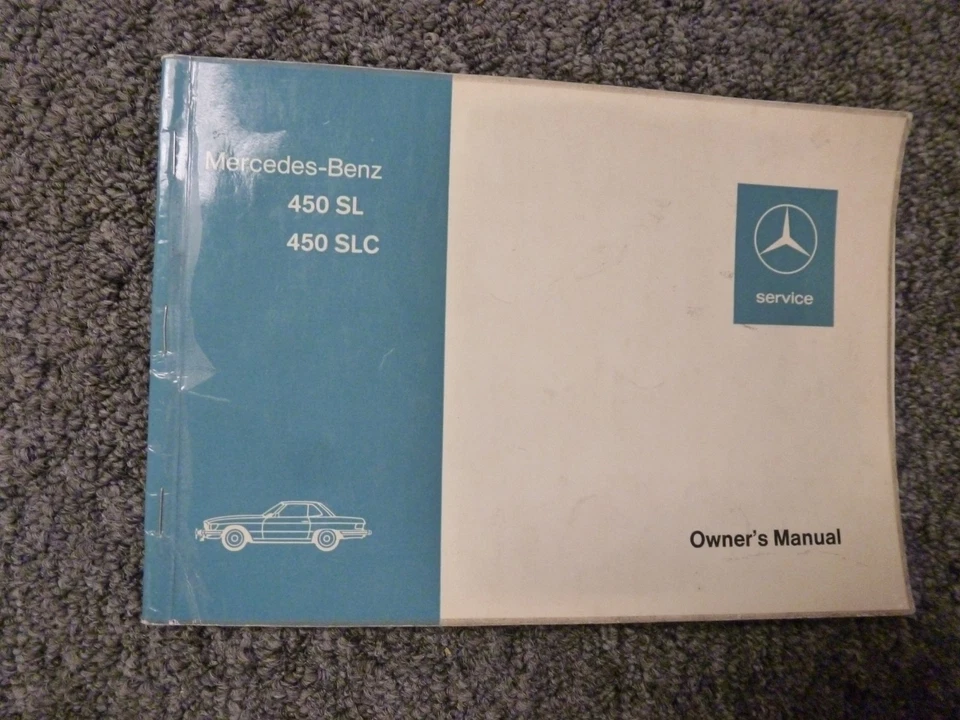 Mercedes-Benz
450 SL
450 SLC
service
Owner's Manual